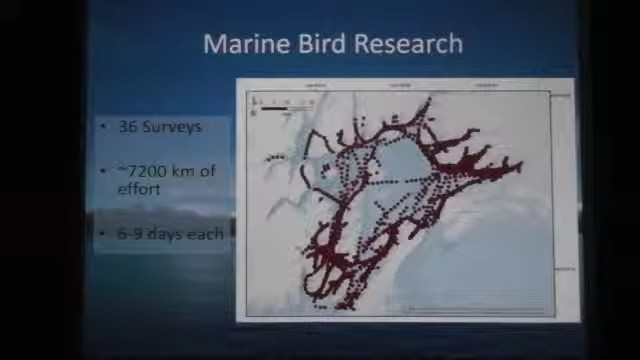 Marine Bird Research
• 36 Surveys
• ~7200 km of
effort
• 6-9 days each